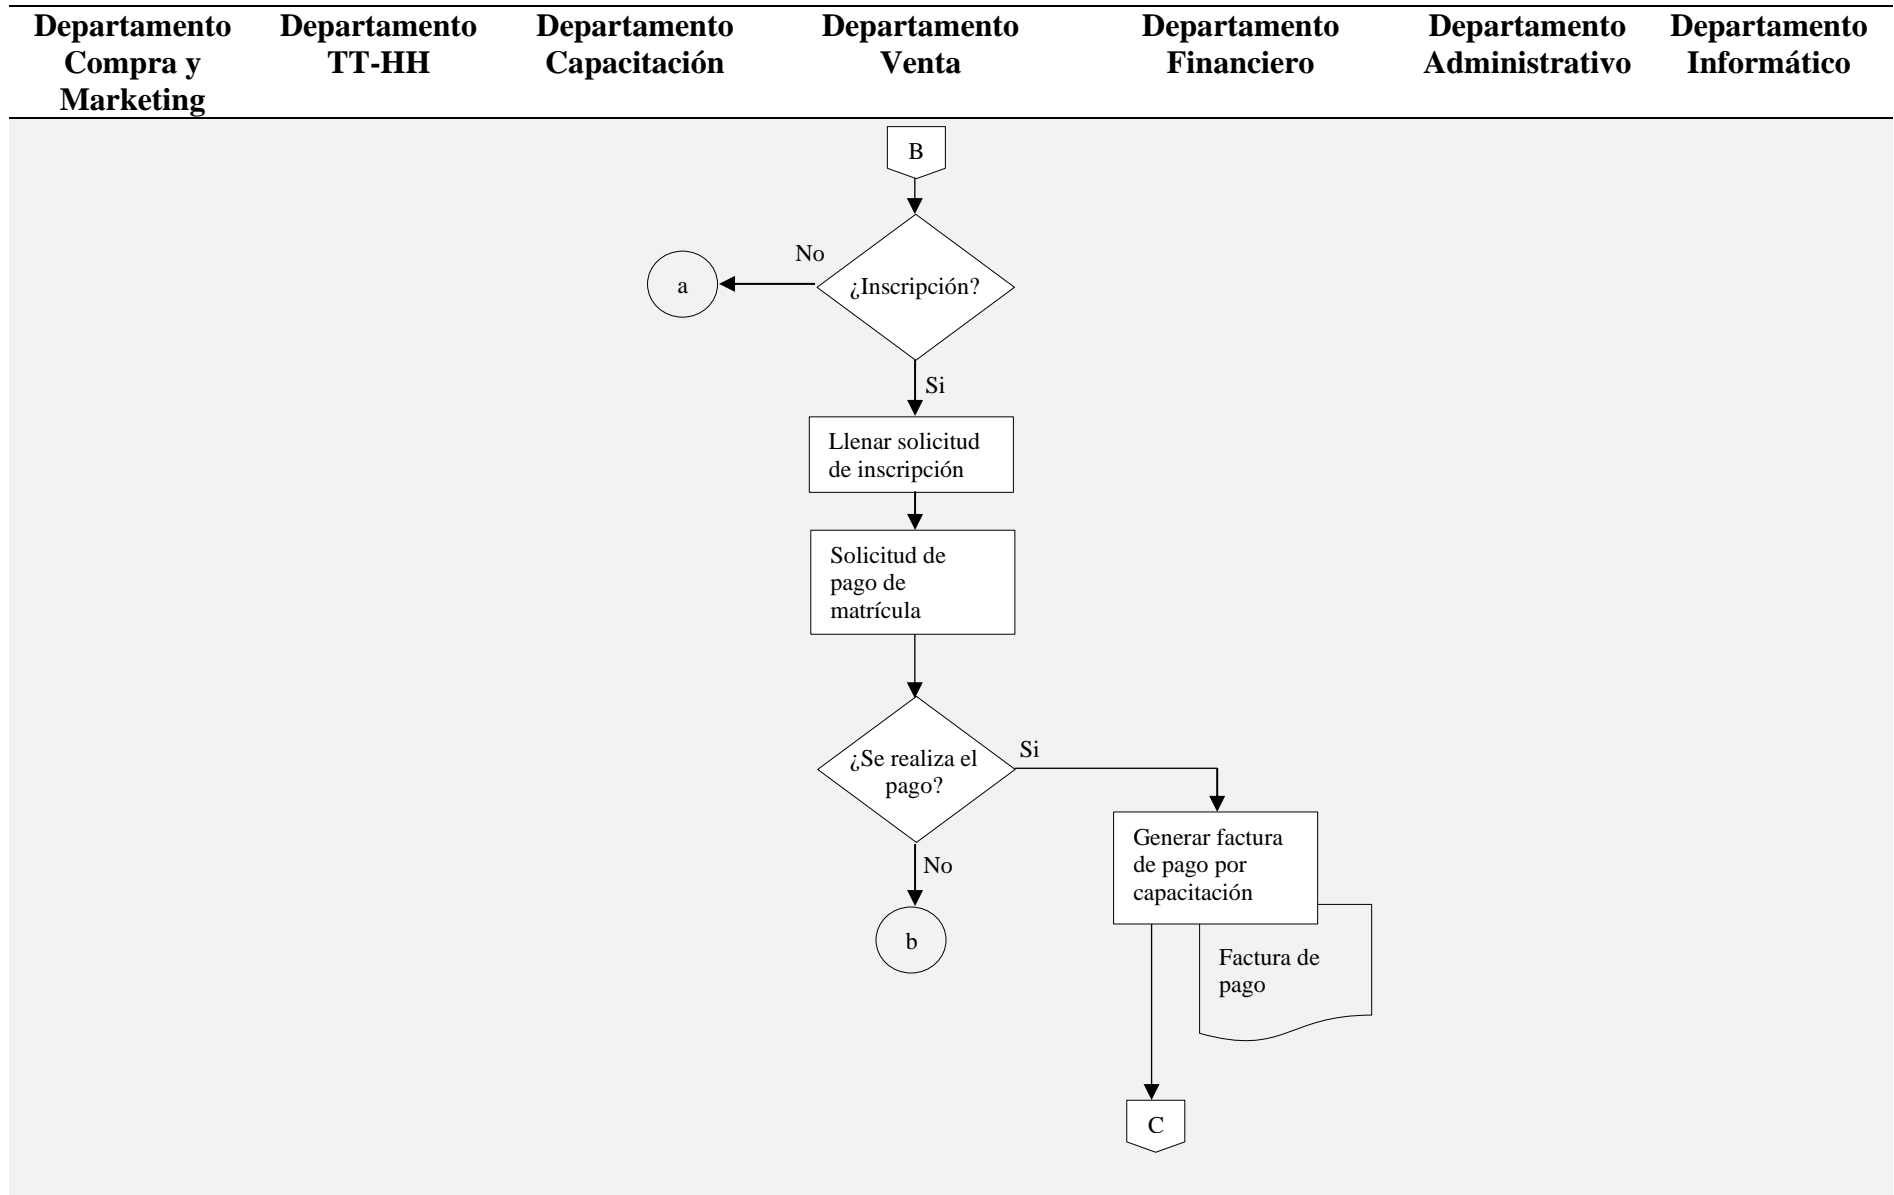 Departamento
Compra y
Marketing
Departamento
TT-HH
Departamento
Capacitación
Departamento
Venta
Departamento
Financiero
Departamento
Administrativo
Departamento
Informático
B
No
a
¿Inscripción?
Si
Llenar solicitud
de inscripción
Solicitud de
pago de
matrícula
¿Se realiza el
pago?
Si
No
b
Generar factura
de pago por
capacitación
Factura de
pago
C